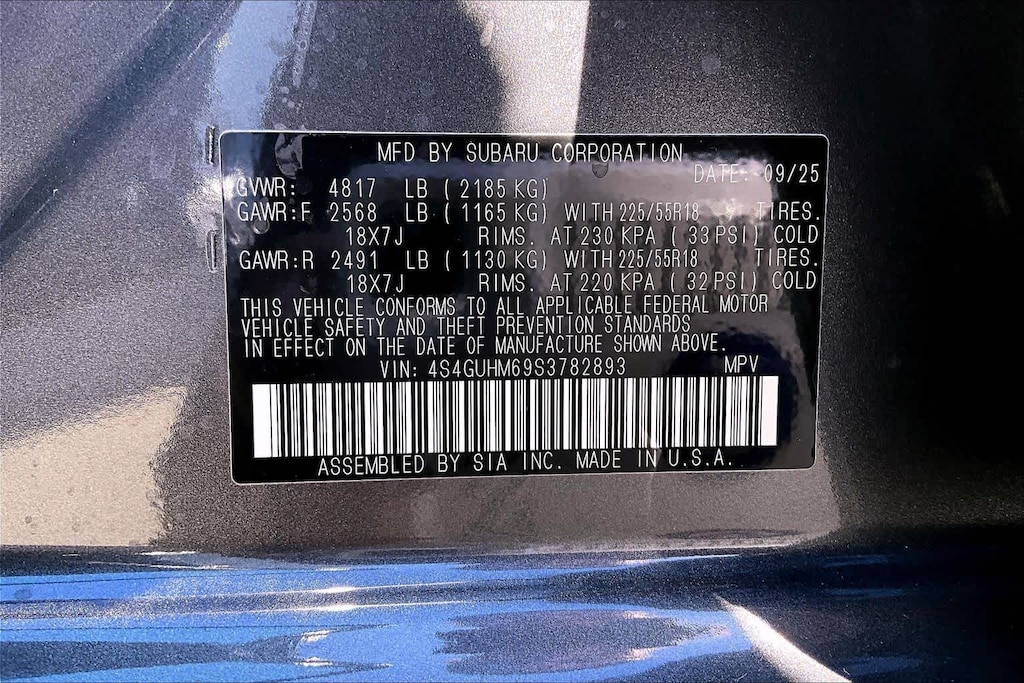 MFD BY SUBARU CORPORATION
DATE: 09/25
GVWR: 4817 LB ( 2185 KG)
GAWR:F 2568 LB ( 1165 KG) WITH 225/55R18 TIRES.
18X7J RIMS. AT 230 KPA ( 33 PSI) COLD
GAWR:R 2491 LB ( 1130 KG) WITH 225/55R18 TIRES.
18X7J RIMS. AT 220 KPA ( 32 PSI) COLD
THIS VEHICLE CONFORMS TO ALL APPLICABLE FEDERAL MOTOR
VEHICLE SAFETY AND THEFT PREVENTION STANDARDS
IN EFFECT ON THE DATE OF MANUFACTURE SHOWN ABOVE.
VIN: 4S4GUHM69S3782893 MPV
ASSEMBLED BY SIA INC. MADE IN U.S.A.